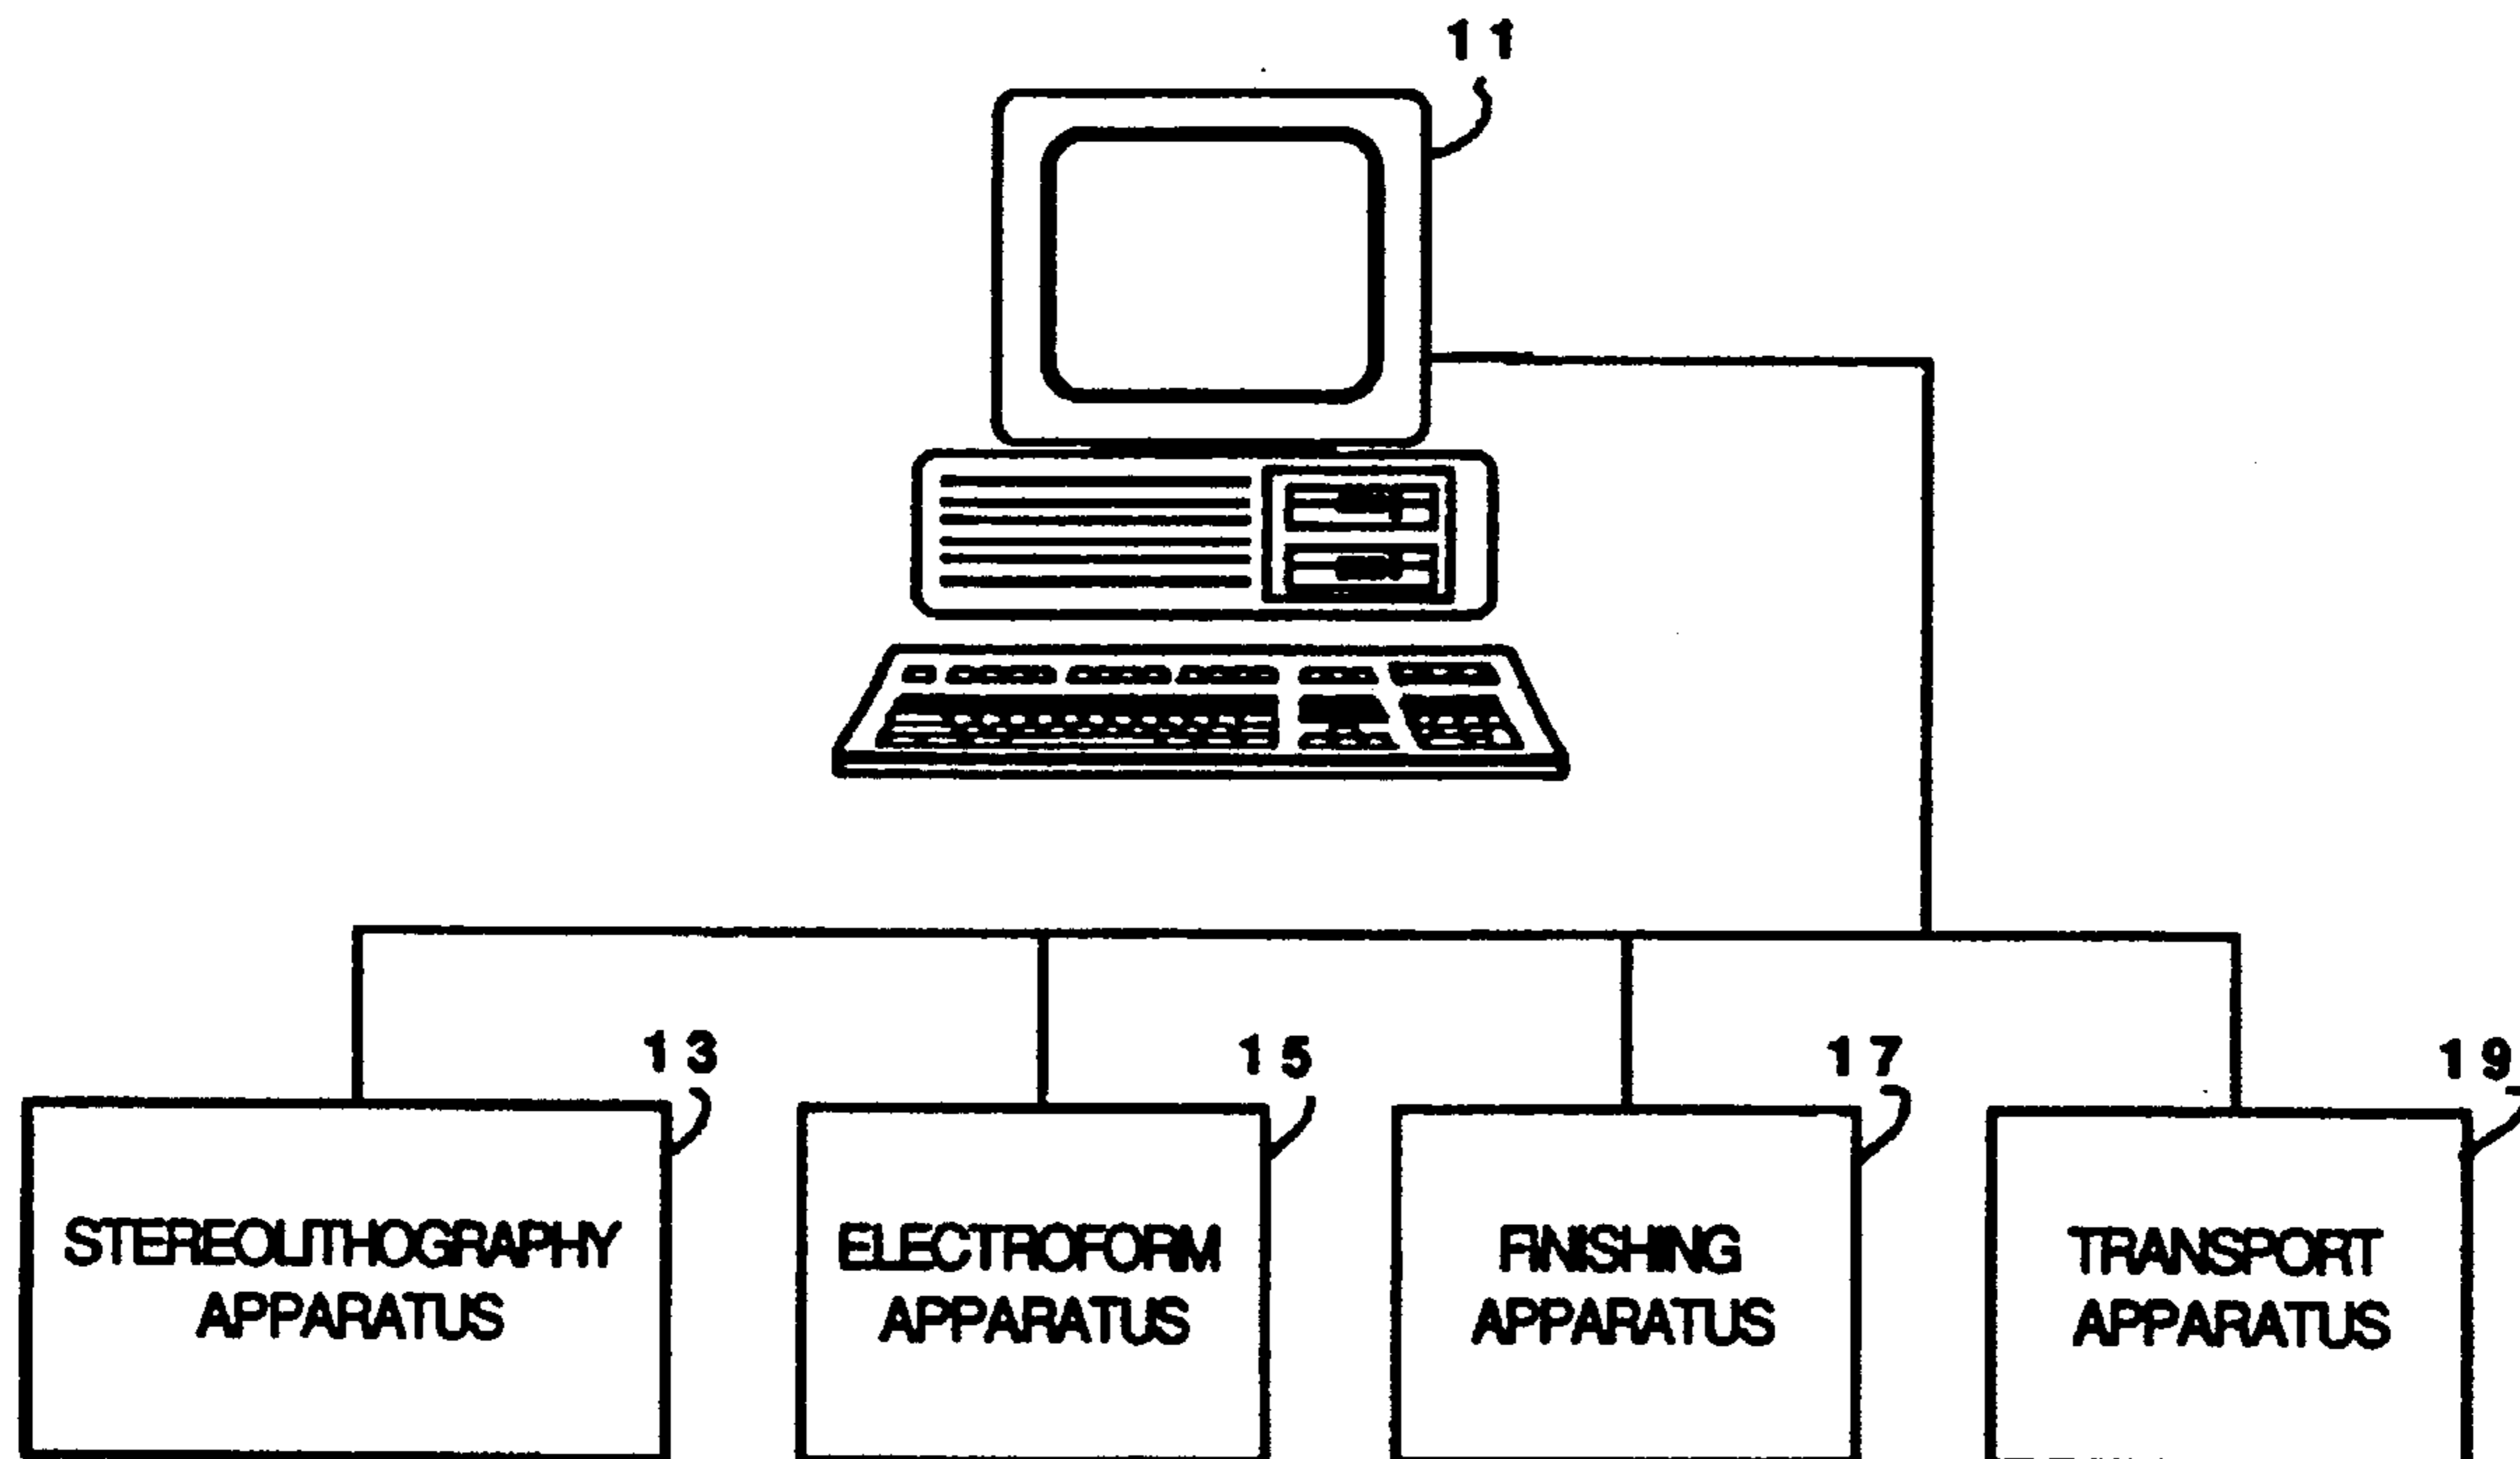 11
13
15
17
19
STEREOLITHOGRAPHY
APPARATUS
ELECTROFORM
APPARATUS
FINISHING
APPARATUS
TRANSPORT
APPARATUS